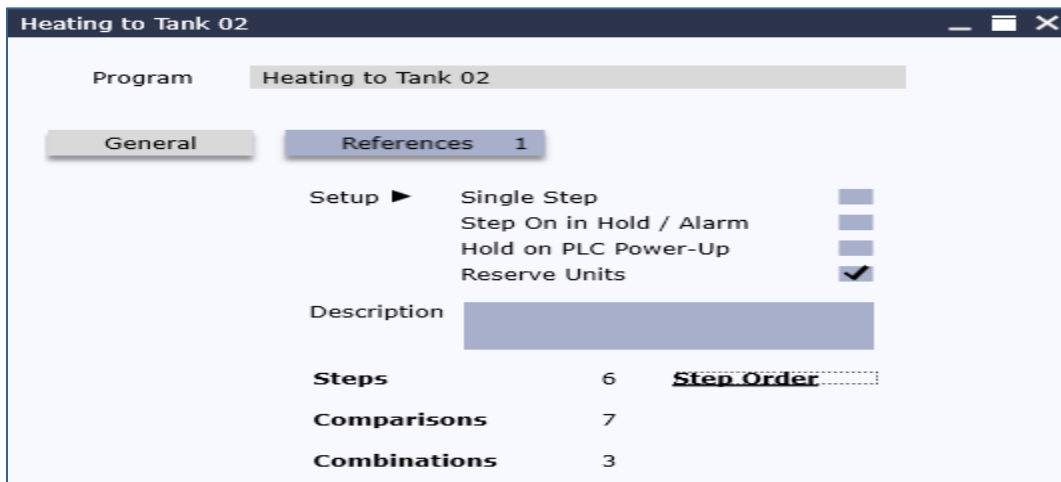 Heating to Tank 02
Program Heating to Tank 02
General References 1
Setup ► Single Step
Step On in Hold / Alarm
Hold on PLC Power-Up
Reserve Units
Description
Steps 6 Step Order
Comparisons 7
Combinations 3